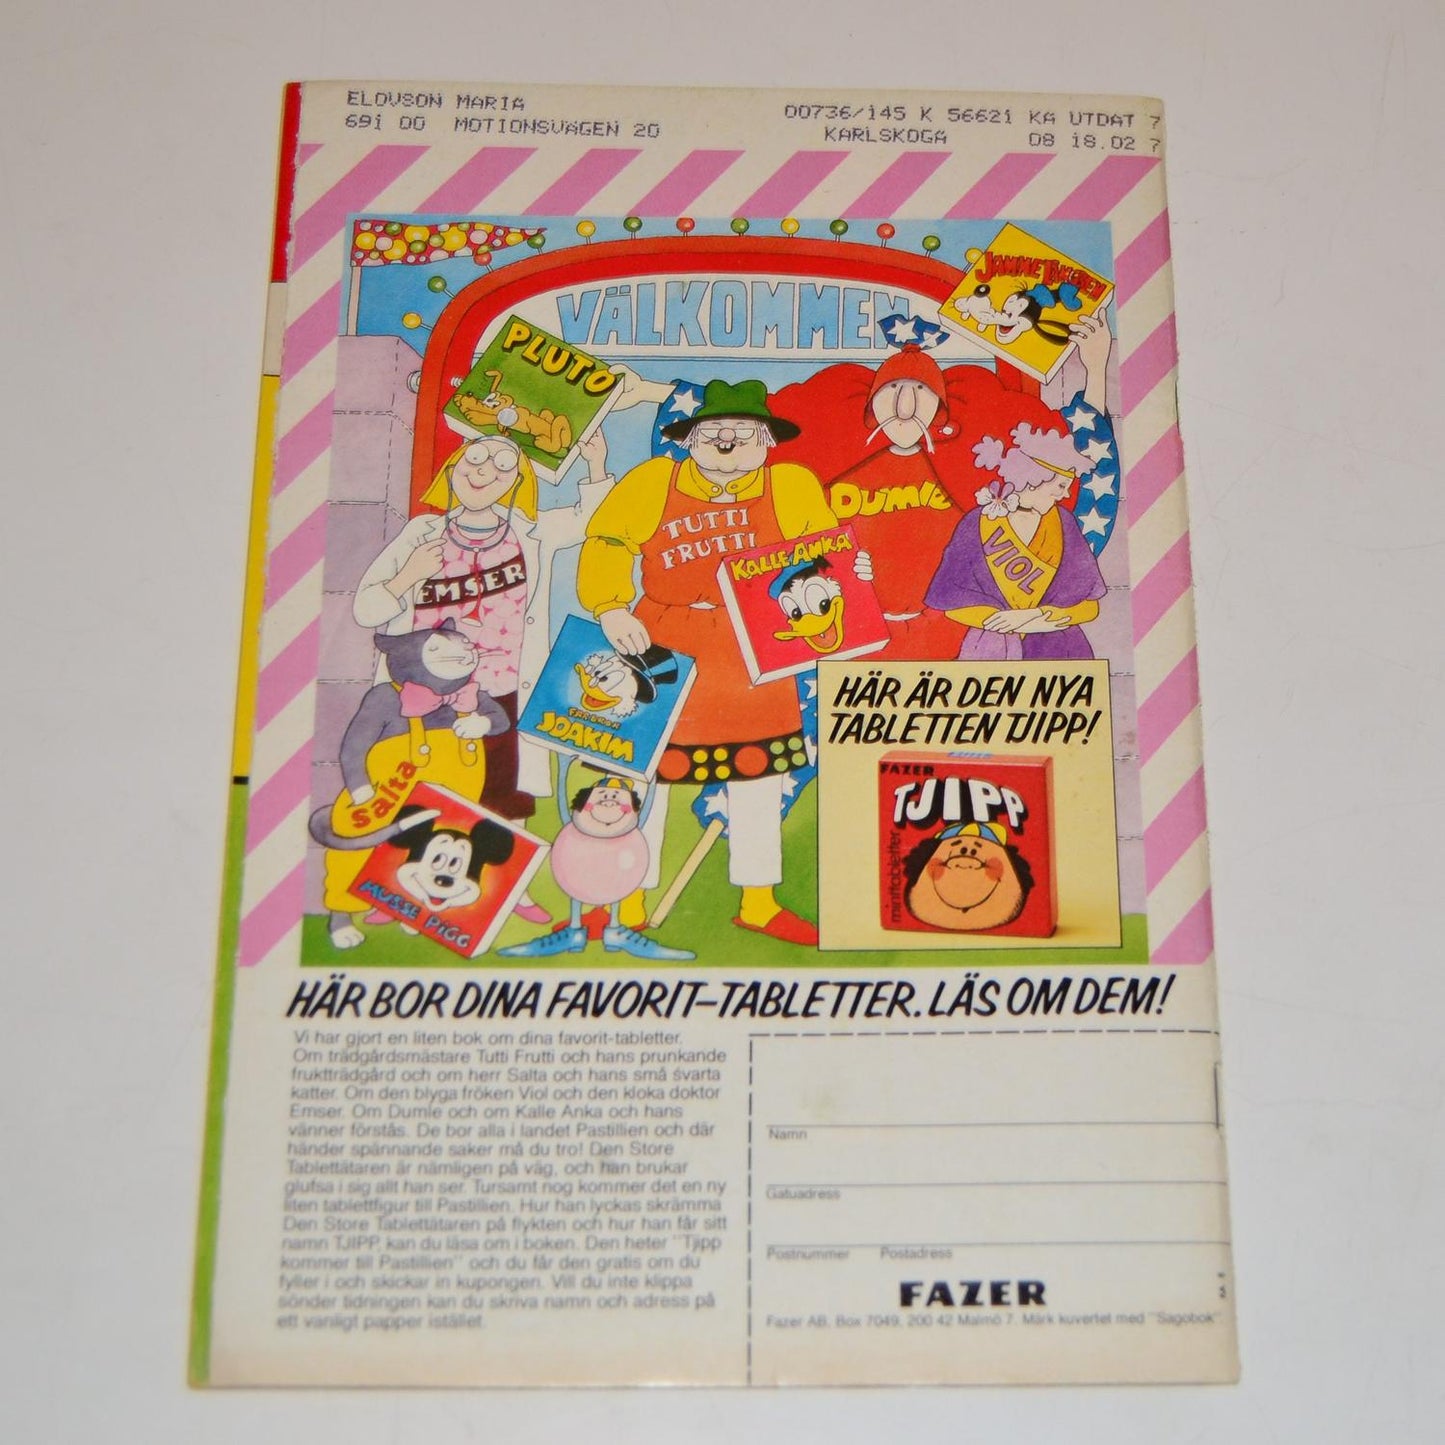 ELOVSON MARIA
00736/145 K 56621 KA UTDAT 7
691 00 MOTIONSVÄGEN 20
KARLSKOGA 08 18.02 7
VÄLKOMMEN
PLUTO
DUMLE
TUTTI
FRUTTI
KALLE ANKA
EMSER
VIOL
FARBROR
JOAKIM
Salta
MUSSE PIGG
HÄR ÄR DEN NYA
TABLETTEN TJIPP!
FAZER
TJIPP
minttabletter
HÄR BOR DINA FAVORIT-TABLETTER. LÄS OM DEM!
Vi har gjort en liten bok om dina favorit-tabletter.
Om trädgårdsmästare Tutti Frutti och hans prunkande
fruktträdgård och om herr Salta och hans små svarta
katter. Om den blyga fröken Viol och den kloka doktor
Emser. Om Dumle och om Kalle Anka och hans
vänner förstås. De bor alla i landet Pastillien och där
händer spännande saker må du tro! Den Store
Tablettätaren är nämligen på väg, och han brukar
glufsa i sig allt han ser. Tursamt nog kommer det en ny
liten tablettfigur till Pastillien. Hur han lyckas skrämma
Den Store Tablettätaren på flykten och hur han får sitt
namn TJIPP, kan du läsa om i boken. Den heter "Tjipp
kommer till Pastillien" och du får den gratis om du
fyller i och skickar in kupongen. Vill du inte klippa
sönder tidningen kan du skriva namn och adress på
ett vanligt papper istället.
Namn
Gatuadress
Postnummer Postadress
FAZER
Fazer AB, Box 7049, 200 42 Malmö 7. Märk kuvertet med "Sagobok".